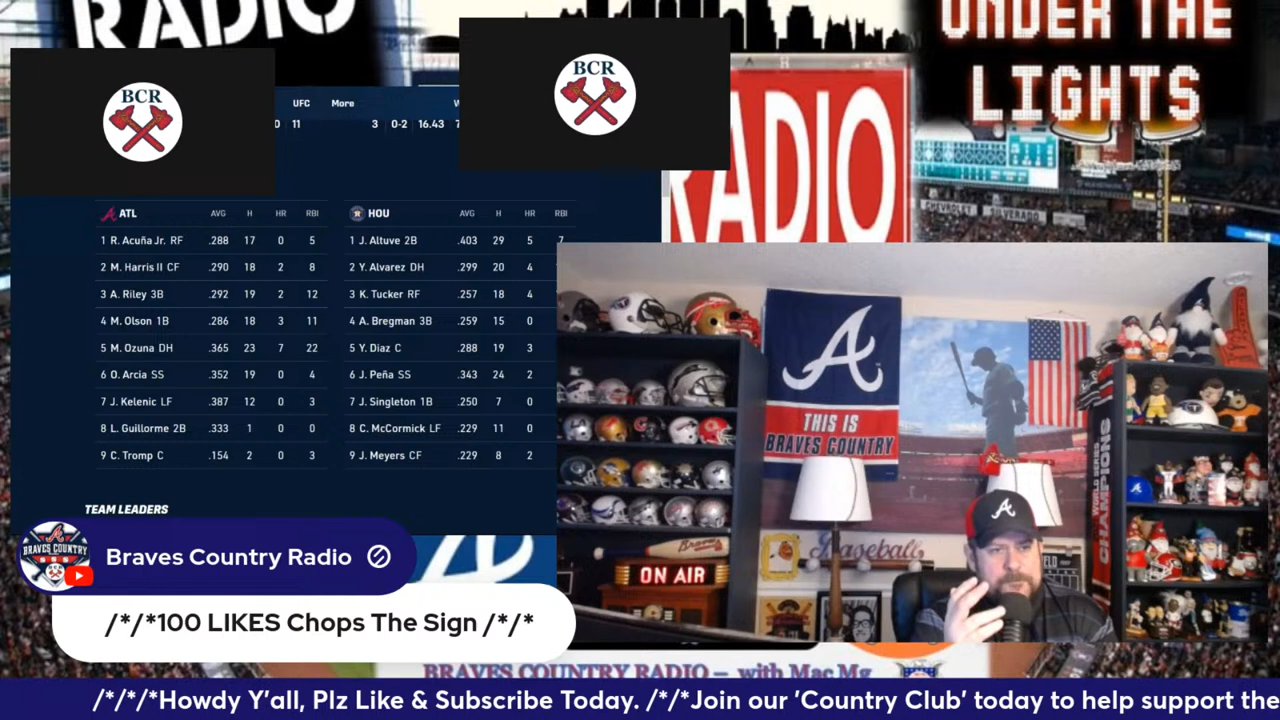 RADIO
UNDER THE
LIGHTS
BCR
BCR
UFC More W
0 11 3 0-2 16.43 7
RADIO
CHEVROLET SILVERADO
ATL AVG H HR RBI
1 R. Acuña Jr. RF .288 17 0 5
2 M. Harris II CF .290 18 2 8
3 A. Riley 3B .292 19 2 12
4 M. Olson 1B .286 18 3 11
5 M. Ozuna DH .365 23 7 22
6 O. Arcia SS .352 19 0 4
7 J. Kelenic LF .387 12 0 3
8 L. Guillorme 2B .333 1 0 0
9 C. Tromp C .154 2 0 3
HOU AVG H HR RBI
1 J. Altuve 2B .403 29 5 7
2 Y. Alvarez DH .299 20 4
3 K. Tucker RF .257 18 4
4 A. Bregman 3B .259 15 0
5 Y. Diaz C .288 19 3
6 J. Peña SS .343 24 2
7 J. Singleton 1B .250 7 0
8 C. McCormick LF .229 11 0
9 J. Meyers CF .229 8 2
TEAM LEADERS
A
THIS IS
BRAVES COUNTRY
WORLD SERIES
CHAMPIONS
Braves
ON AIR
Baseball
A
BRAVES COUNTRY
Braves Country Radio
/*/*100 LIKES Chops The Sign /*/*
BRAVES COUNTRY RADIO – with Mac Mg
/*/*/*Howdy Y'all, Plz Like & Subscribe Today. /*/*Join our 'Country Club' today to help support the